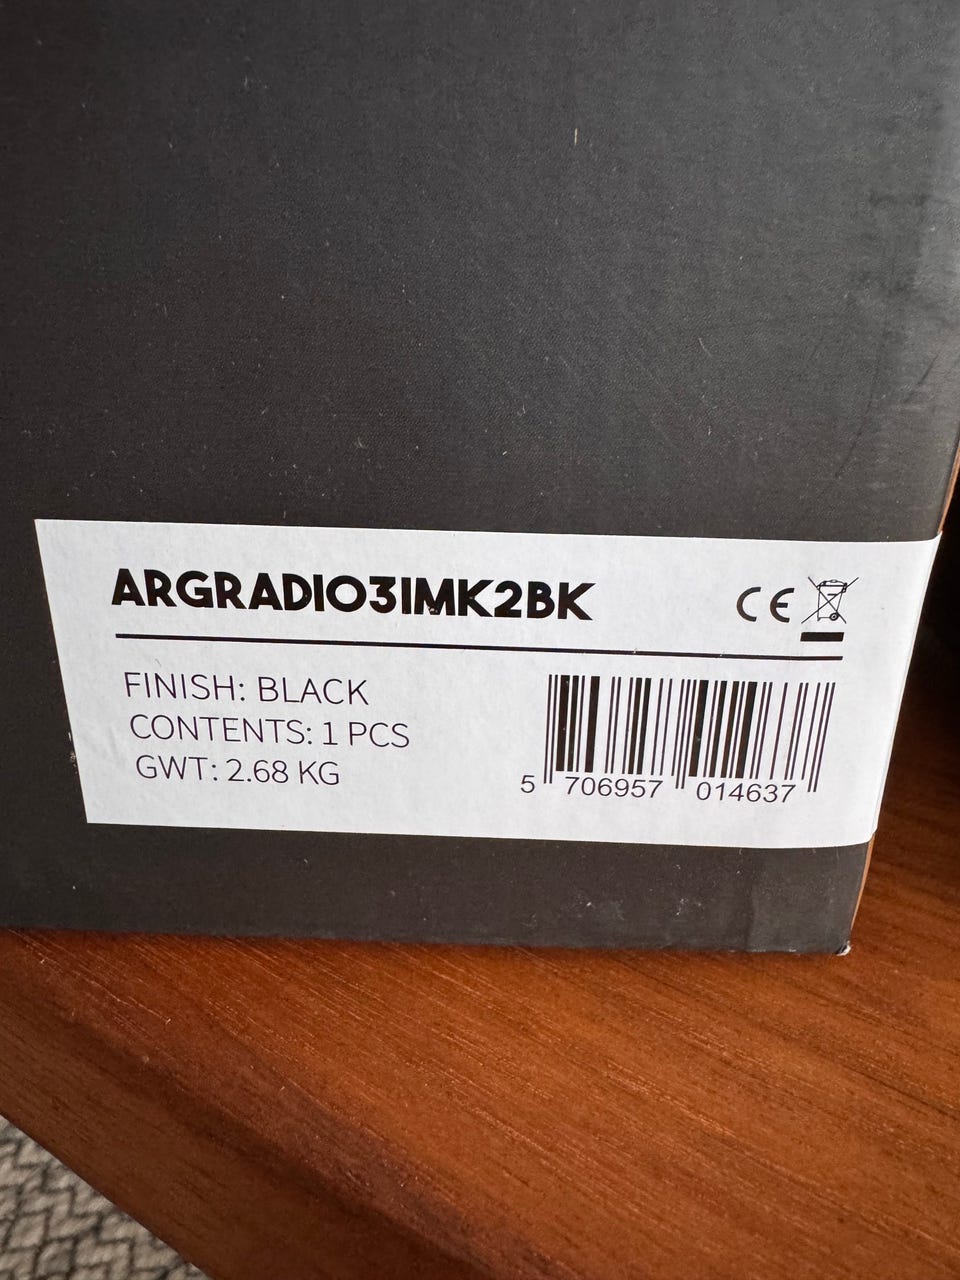 ARGRADIO3IMK2BK
CE
FINISH: BLACK
CONTENTS: 1 PCS
GWT: 2.68 KG
5 706957 014637